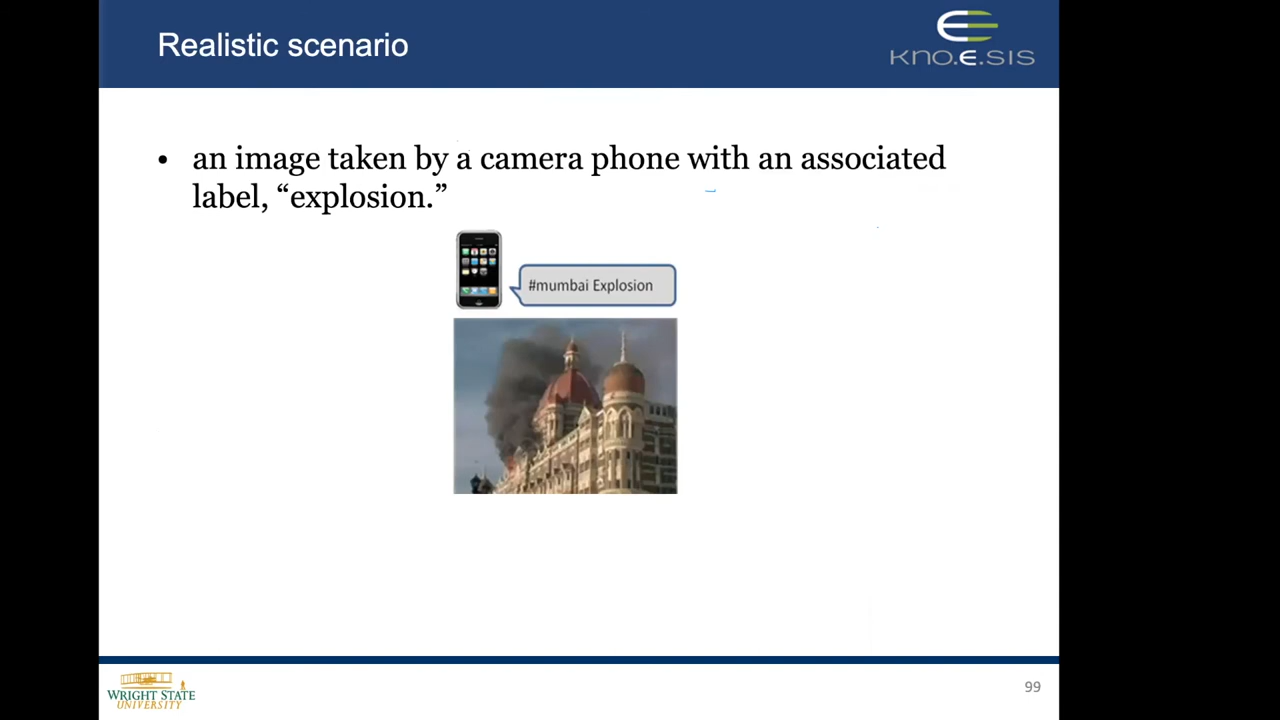 Realistic scenario
kno.e.sis
• an image taken by a camera phone with an associated
label, “explosion.”
#mumbai Explosion
WRIGHT STATE
UNIVERSITY
99